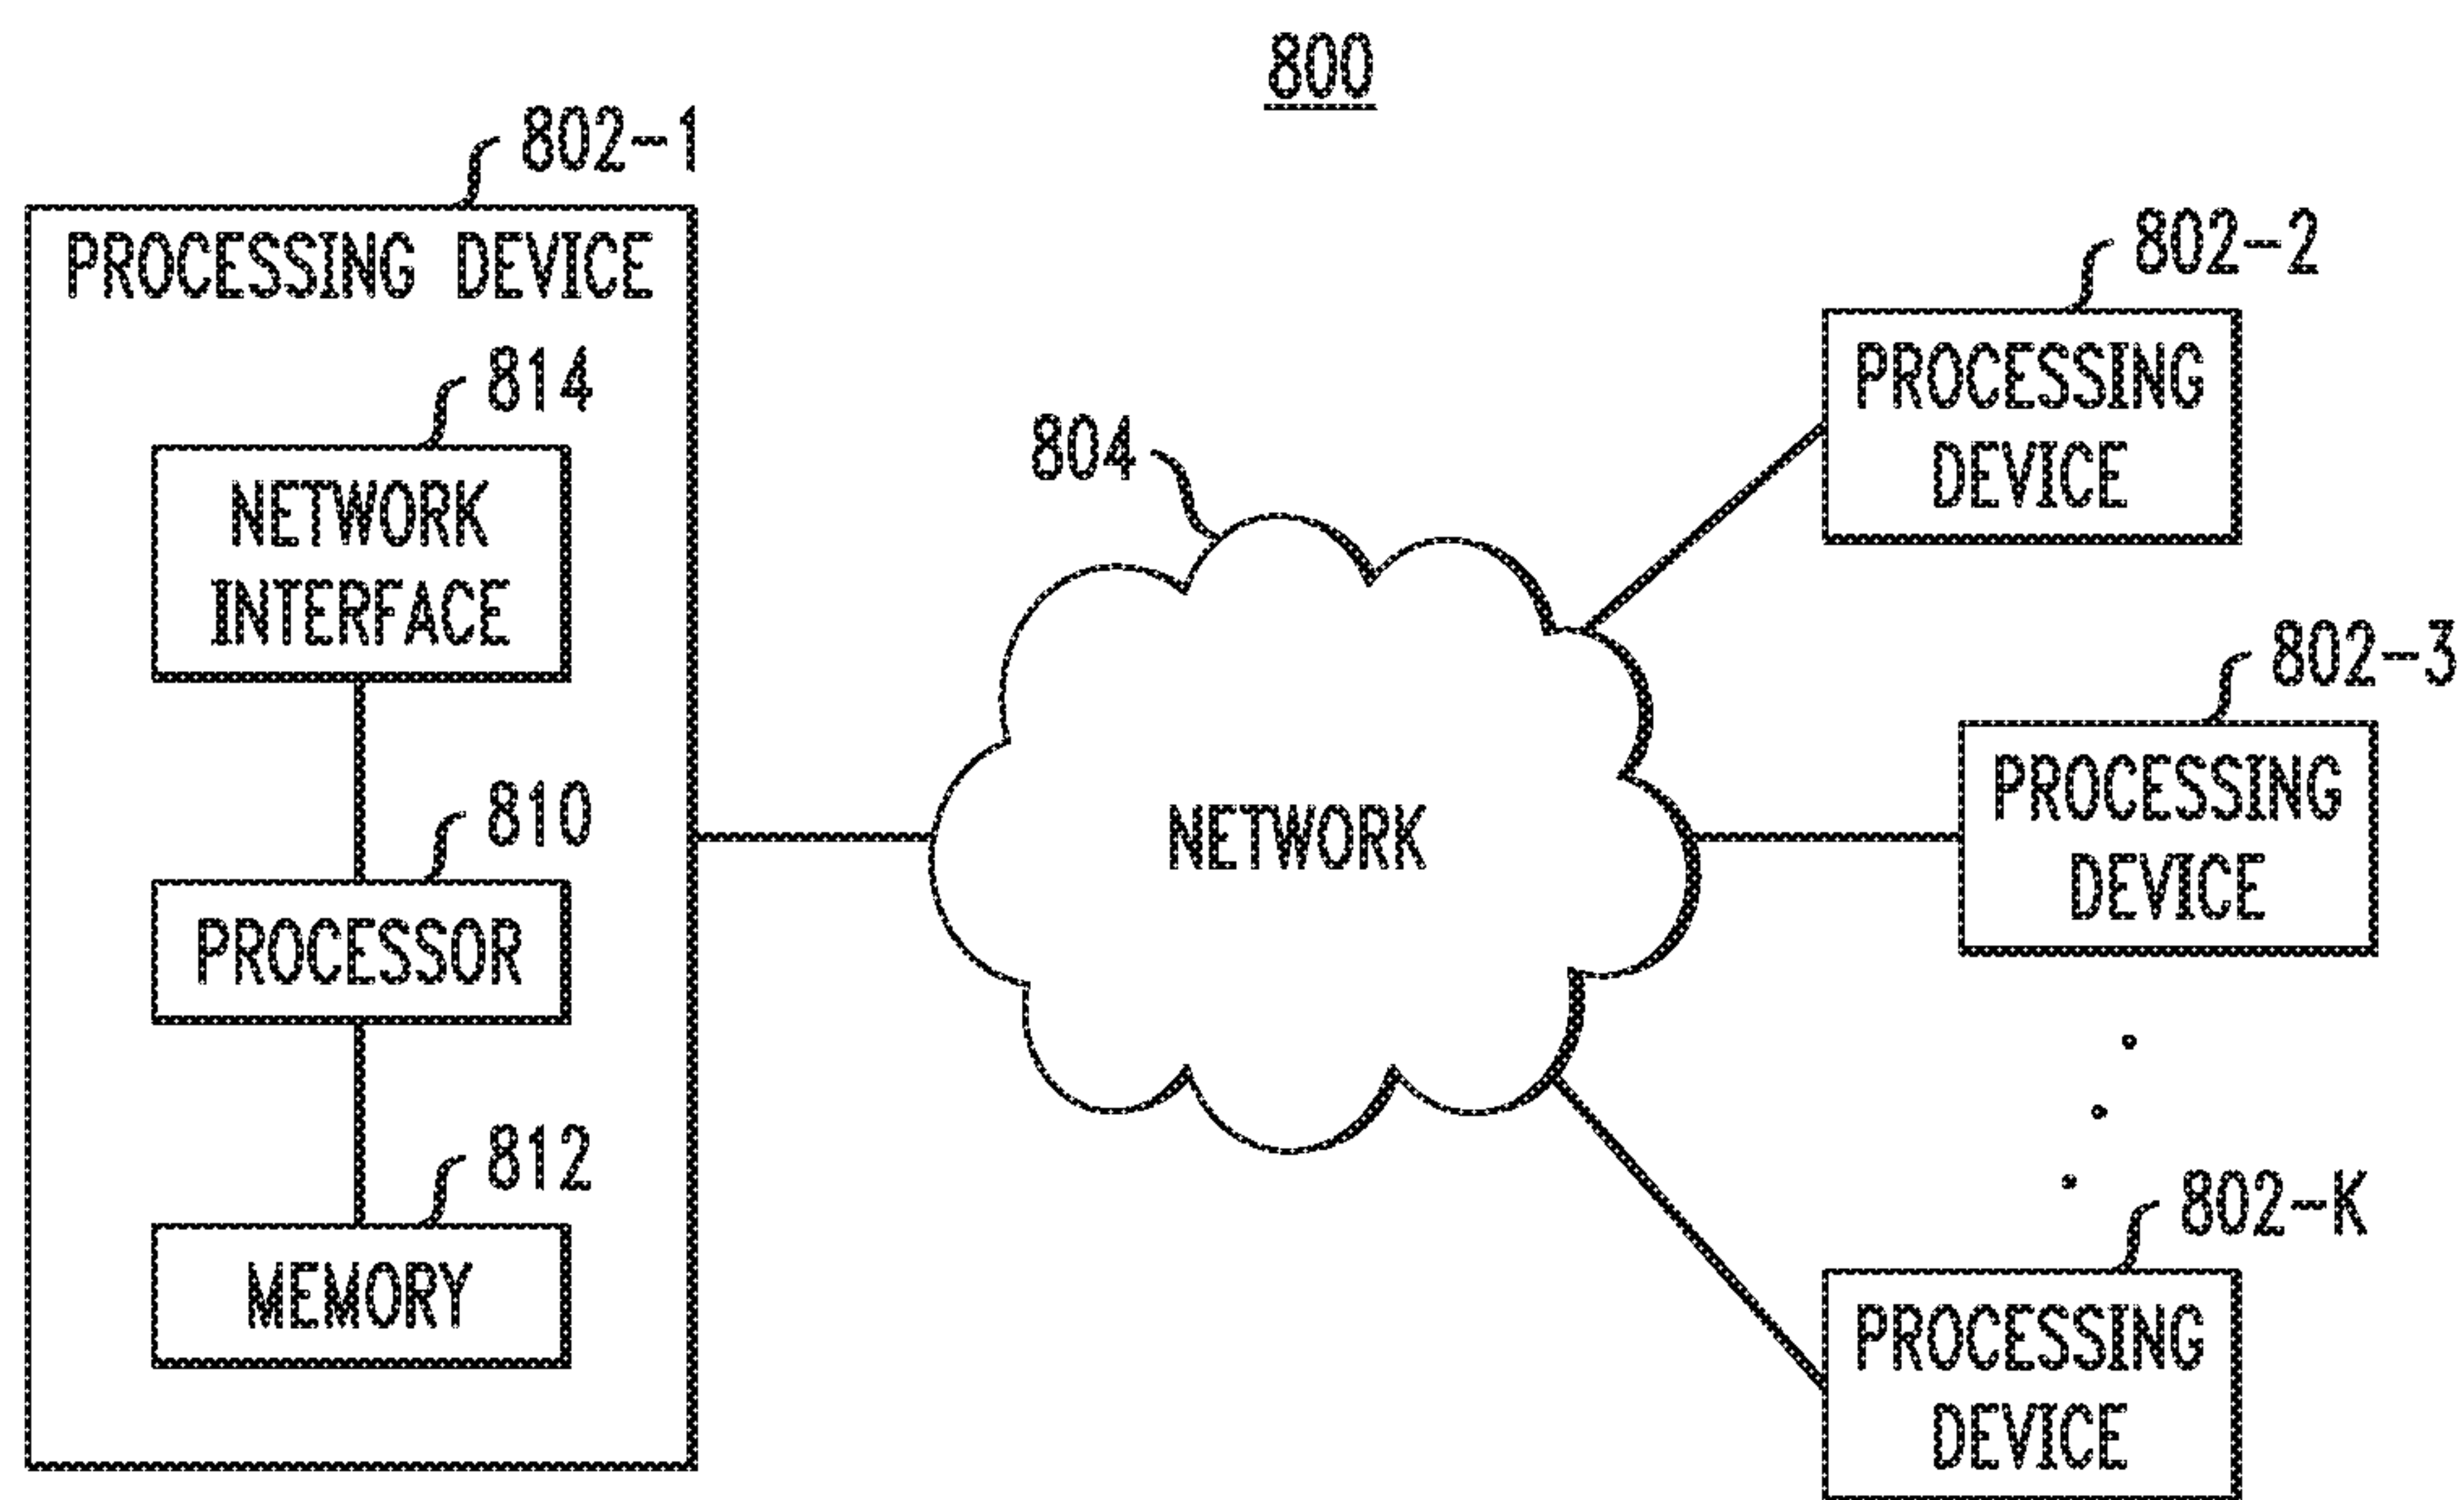 800
802-1
PROCESSING DEVICE
814
NETWORK
INTERFACE
810
PROCESSOR
812
MEMORY
804
NETWORK
802-2
PROCESSING
DEVICE
802-3
PROCESSING
DEVICE
802-K
PROCESSING
DEVICE